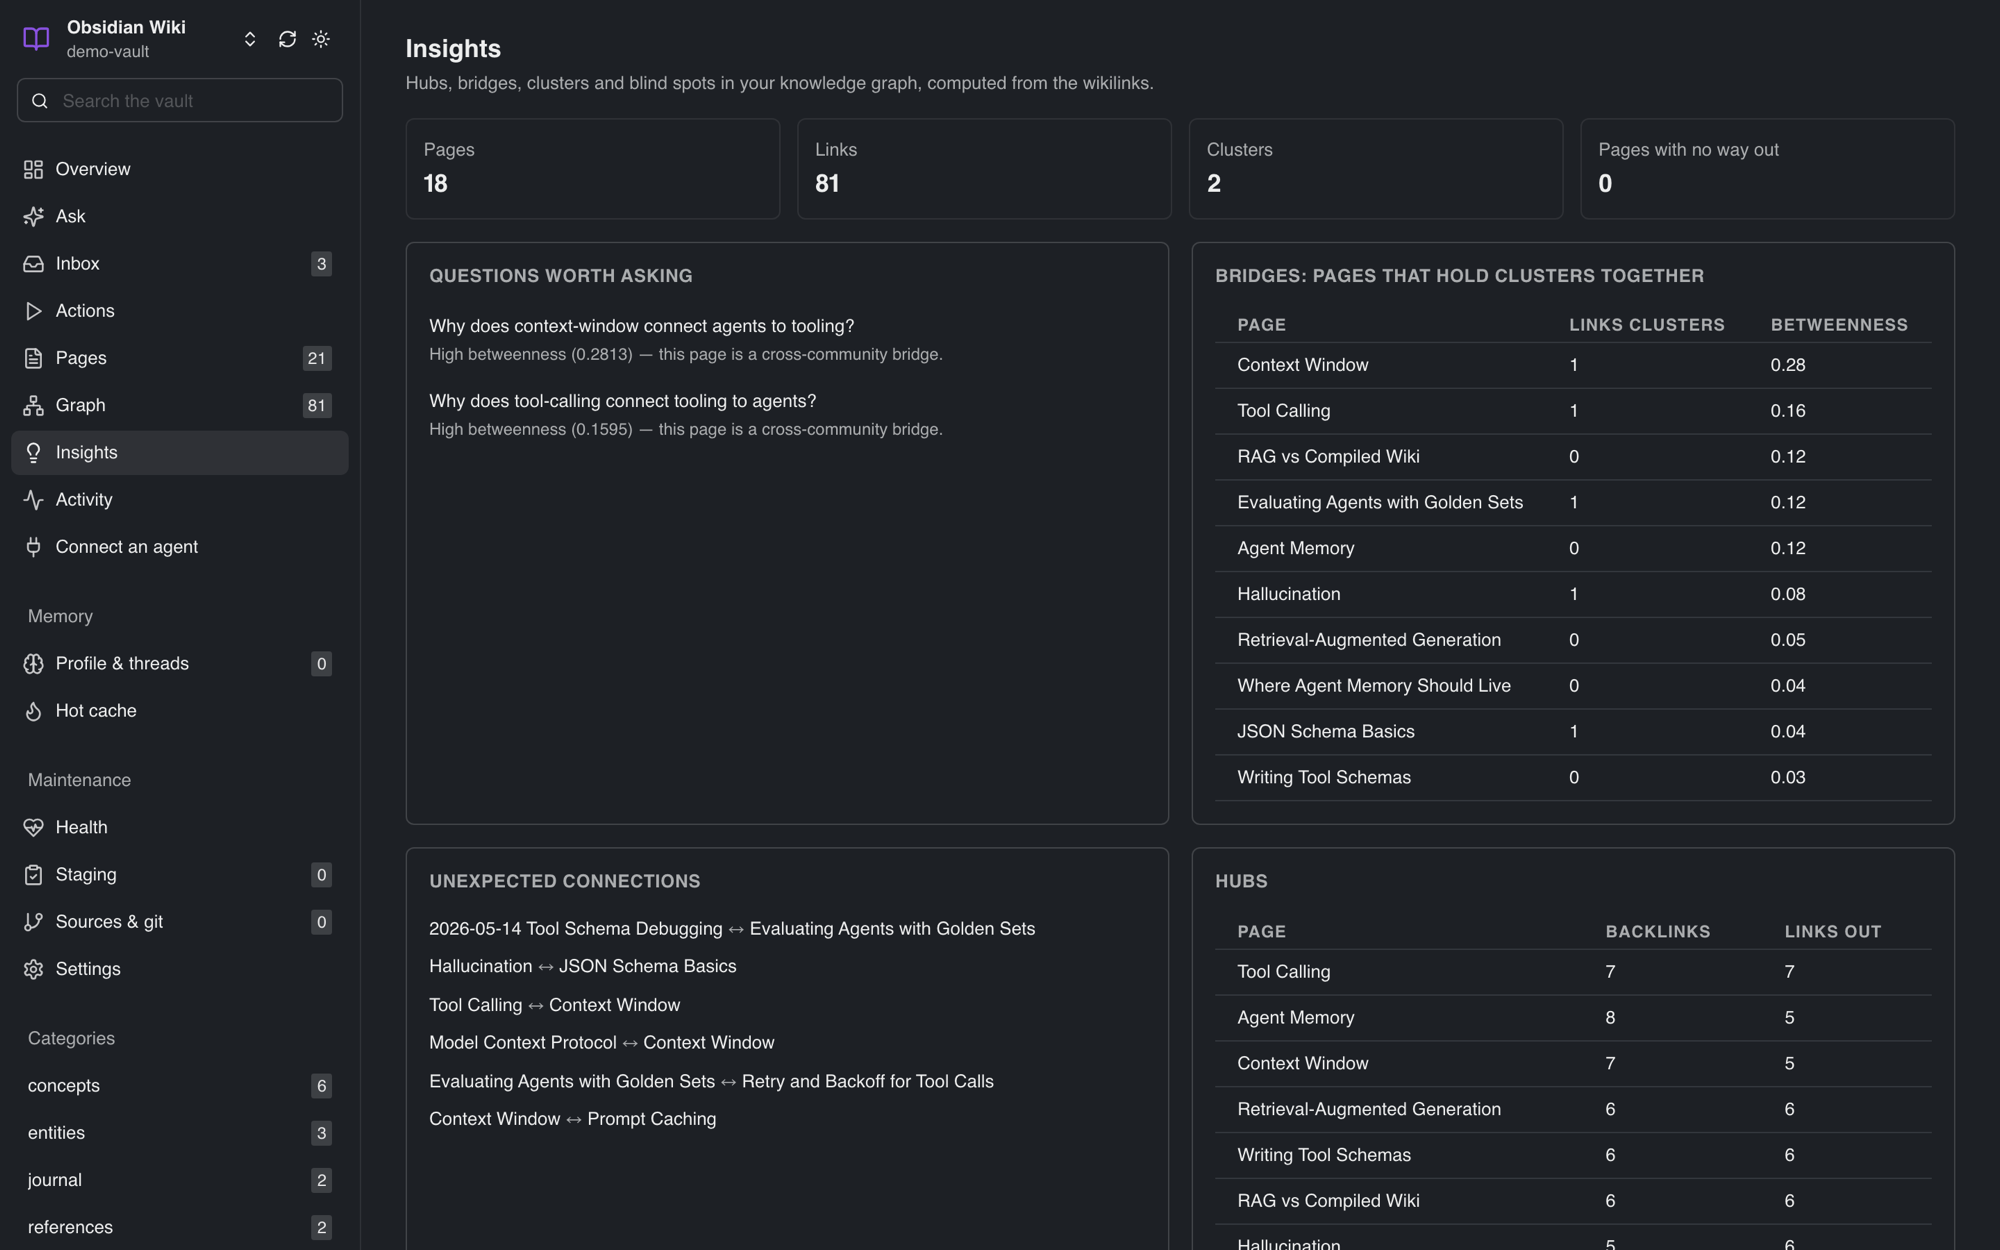 Obsidian Wiki
demo-vault
Search the vault
Overview
Ask
Inbox 3
Actions
Pages 21
Graph 81
Insights
Activity
Connect an agent
Memory
Profile & threads 0
Hot cache
Maintenance
Health
Staging 0
Sources & git 0
Settings
Categories
concepts 6
entities 3
journal 2
references 2
Insights
Hubs, bridges, clusters and blind spots in your knowledge graph, computed from the wikilinks.
Pages
18
Links
81
Clusters
2
Pages with no way out
0
QUESTIONS WORTH ASKING
Why does context-window connect agents to tooling?
High betweenness (0.2813) — this page is a cross-community bridge.
Why does tool-calling connect tooling to agents?
High betweenness (0.1595) — this page is a cross-community bridge.
BRIDGES: PAGES THAT HOLD CLUSTERS TOGETHER
PAGE LINKS CLUSTERS BETWEENNESS
Context Window 1 0.28
Tool Calling 1 0.16
RAG vs Compiled Wiki 0 0.12
Evaluating Agents with Golden Sets 1 0.12
Agent Memory 0 0.12
Hallucination 1 0.08
Retrieval-Augmented Generation 0 0.05
Where Agent Memory Should Live 0 0.04
JSON Schema Basics 1 0.04
Writing Tool Schemas 0 0.03
UNEXPECTED CONNECTIONS
2026-05-14 Tool Schema Debugging ↔ Evaluating Agents with Golden Sets
Hallucination ↔ JSON Schema Basics
Tool Calling ↔ Context Window
Model Context Protocol ↔ Context Window
Evaluating Agents with Golden Sets ↔ Retry and Backoff for Tool Calls
Context Window ↔ Prompt Caching
HUBS
PAGE BACKLINKS LINKS OUT
Tool Calling 7 7
Agent Memory 8 5
Context Window 7 5
Retrieval-Augmented Generation 6 6
Writing Tool Schemas 6 6
RAG vs Compiled Wiki 6 6
Hallucination 5 6